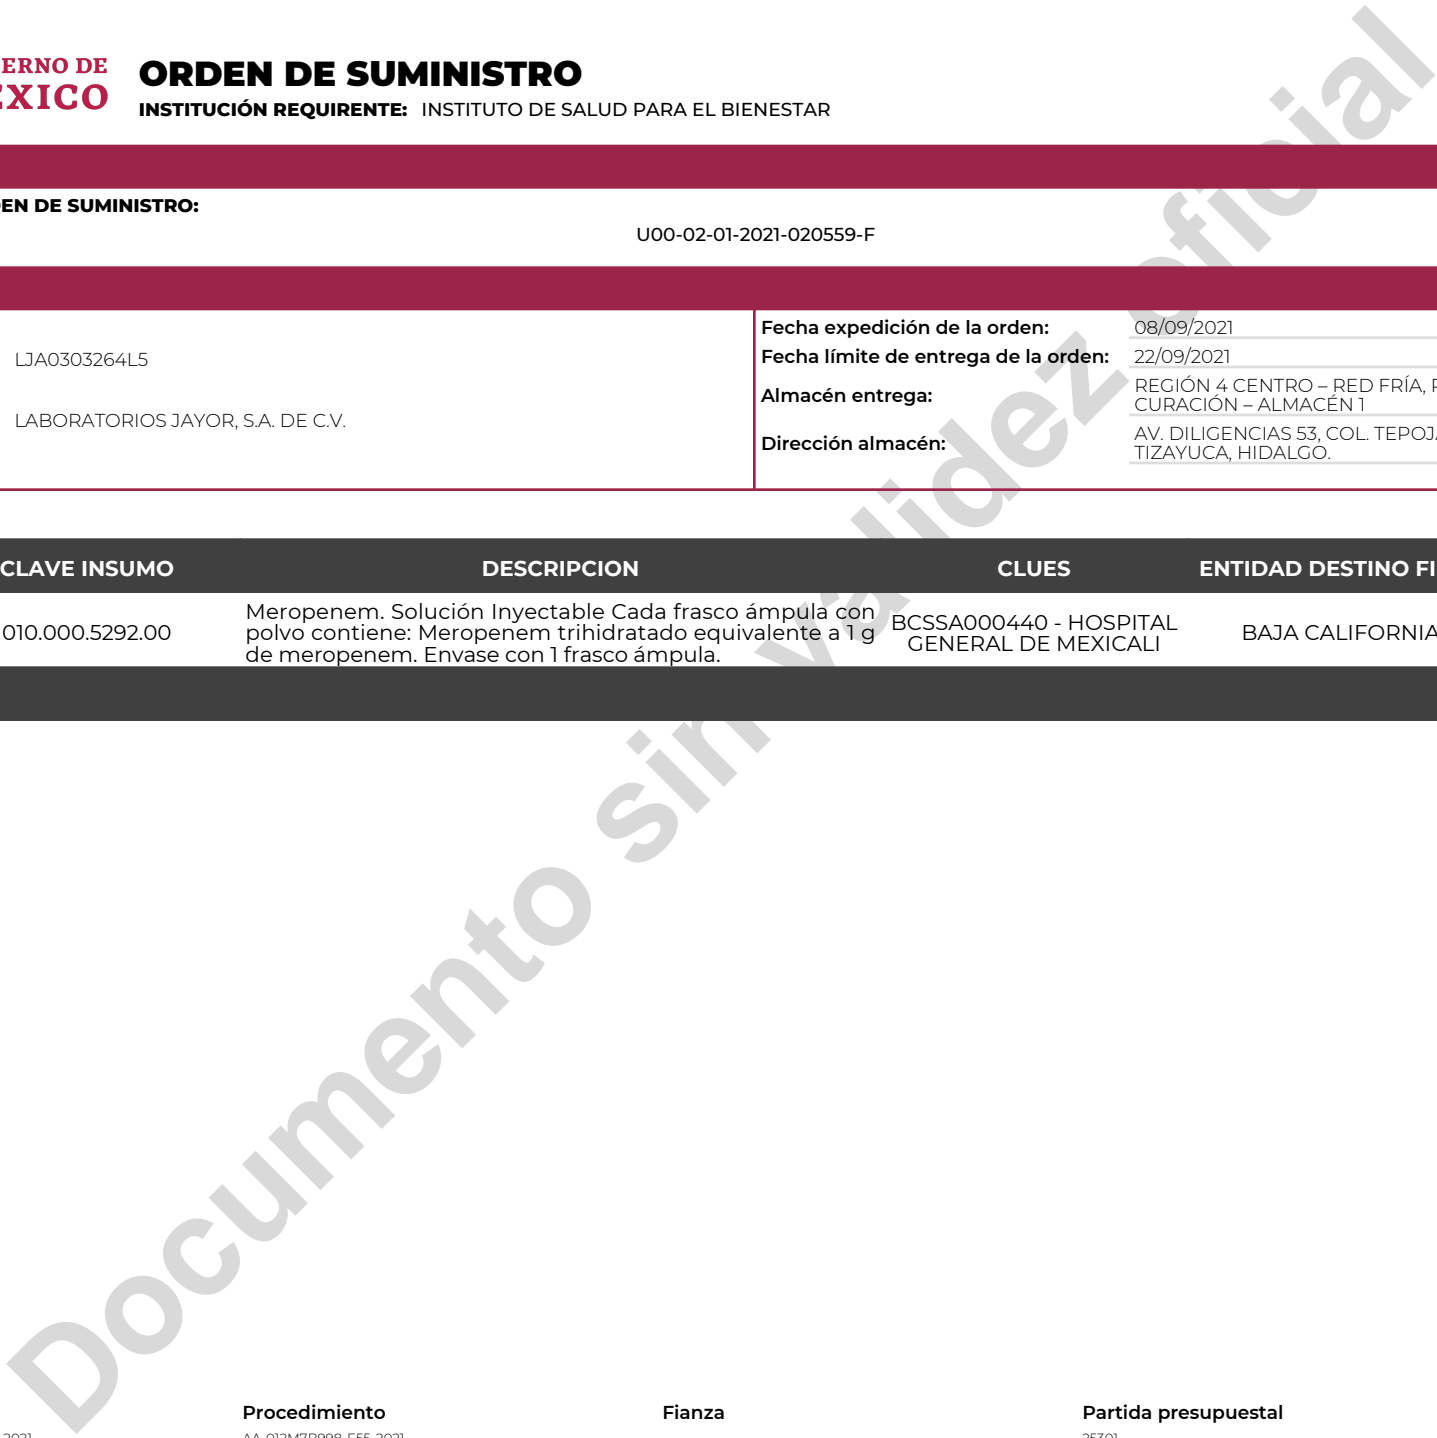 ERNO DE
EXICO
ORDEN DE SUMINISTRO
INSTITUCIÓN REQUIRENTE: INSTITUTO DE SALUD PARA EL BIENESTAR
EN DE SUMINISTRO:
U00-02-01-2021-020559-F
LJA0303264L5
LABORATORIOS JAYOR, S.A. DE C.V.
Fecha expedición de la orden: 08/09/2021
Fecha límite de entrega de la orden: 22/09/2021
Almacén entrega: REGIÓN 4 CENTRO – RED FRÍA,
CURACIÓN – ALMACÉN 1
Dirección almacén: AV. DILIGENCIAS 53, COL. TEPOJ
TIZAYUCA, HIDALGO.
CLAVE INSUMO DESCRIPCION CLUES ENTIDAD DESTINO FI
010.000.5292.00
Meropenem. Solución Inyectable Cada frasco ámpula con
polvo contiene: Meropenem trihidratado equivalente a 1 g
de meropenem. Envase con 1 frasco ámpula.
BCSSA000440 - HOSPITAL
GENERAL DE MEXICALI
BAJA CALIFORNIA
Documento sin validez oficial
Procedimiento Fianza Partida presupuestal